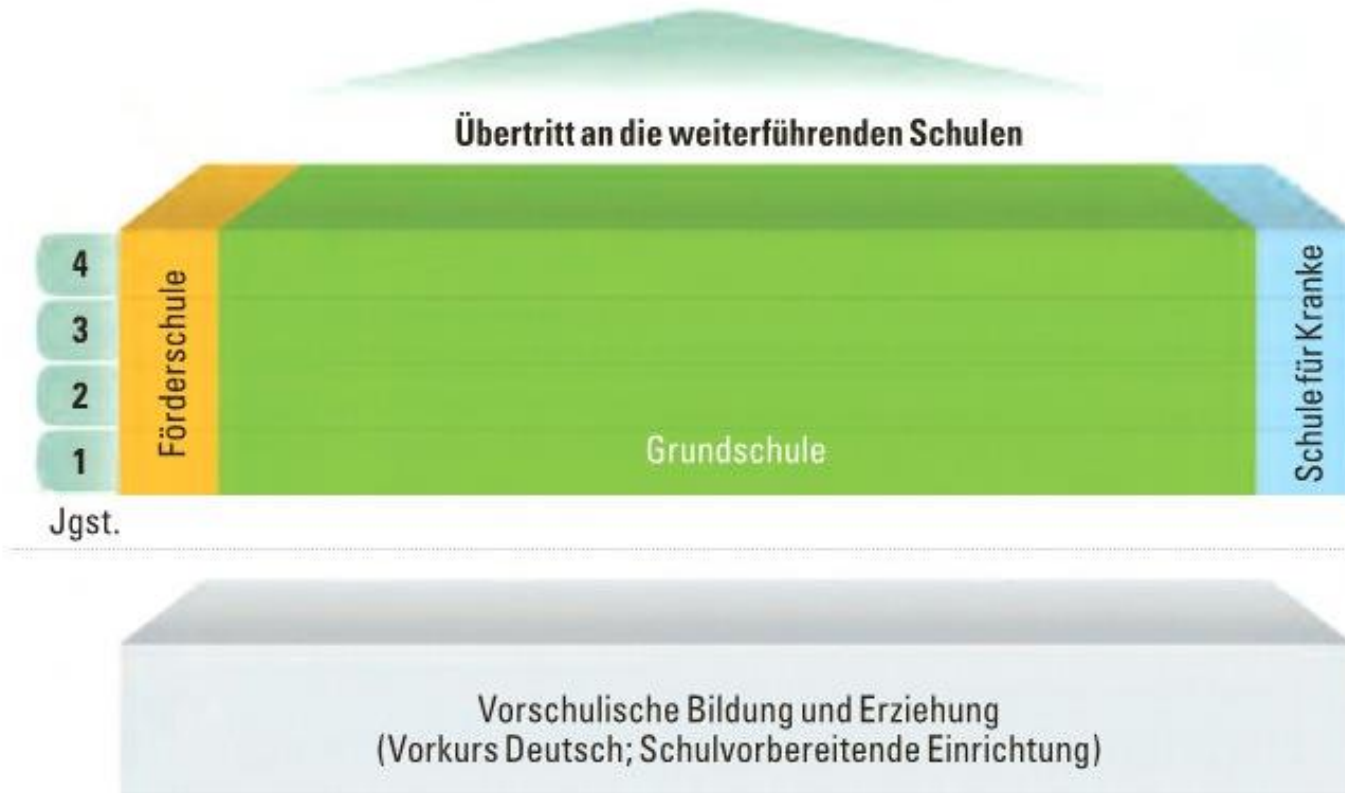 Übertritt an die weiterführenden Schulen
4
3
2
1
Jgst.
Förderschule
Grundschule
Schule für Kranke
Vorschulische Bildung und Erziehung
(Vorkurs Deutsch; Schulvorbereitende Einrichtung)